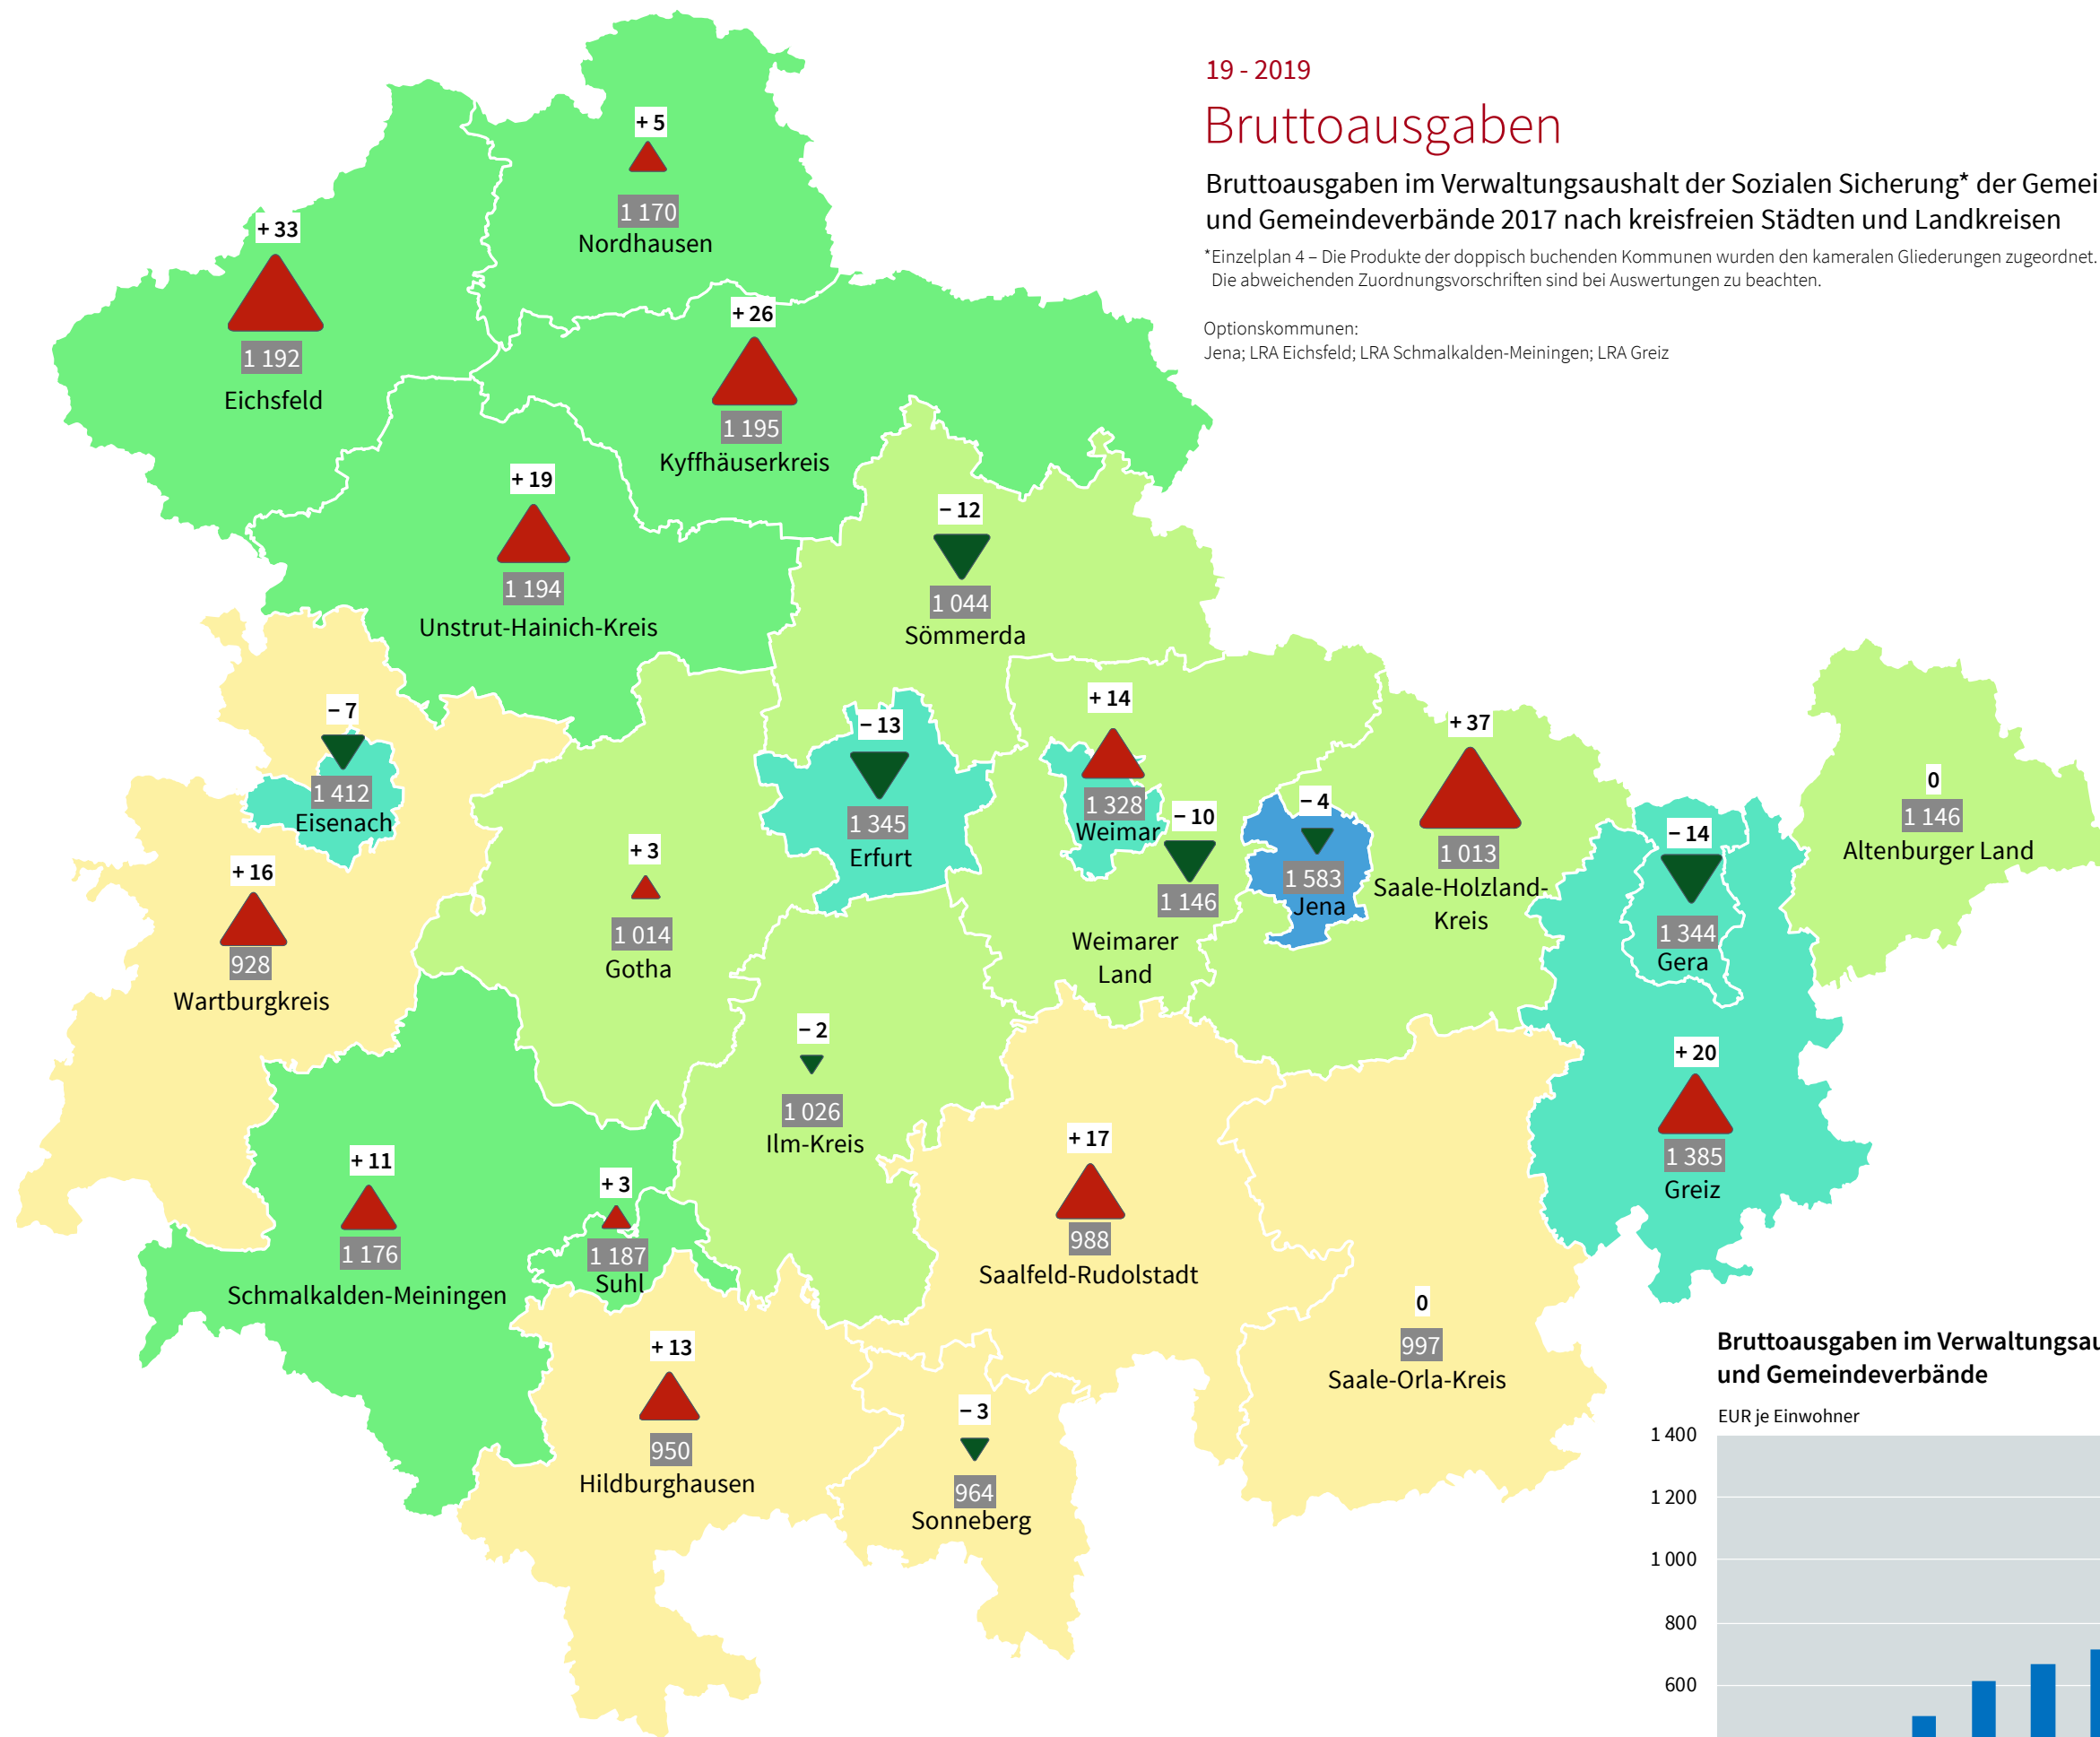 19 - 2019
Bruttoausgaben
Bruttoausgaben im Verwaltungsaushalt der Sozialen Sicherung* der Gemei
und Gemeindeverbände 2017 nach kreisfreien Städten und Landkreisen
*Einzelplan 4 – Die Produkte der doppisch buchenden Kommunen wurden den kameralen Gliederungen zugeordnet.
Die abweichenden Zuordnungsvorschriften sind bei Auswertungen zu beachten.
Optionskommunen:
Jena; LRA Eichsfeld; LRA Schmalkalden-Meiningen; LRA Greiz
+ 5
1 170
Nordhausen
+ 33
1 192
Eichsfeld
+ 26
1 195
Kyffhäuserkreis
+ 19
1 194
Unstrut-Hainich-Kreis
− 12
1 044
Sömmerda
− 7
1 412
Eisenach
− 13
1 345
Erfurt
+ 14
1 328
Weimar
− 10
1 146
Weimarer
Land
− 4
1 583
Jena
+ 37
1 013
Saale-Holzland-
Kreis
− 14
1 344
Gera
0
1 146
Altenburger Land
+ 16
928
Wartburgkreis
+ 3
1 014
Gotha
− 2
1 026
Ilm-Kreis
+ 20
1 385
Greiz
+ 11
1 176
Schmalkalden-Meiningen
+ 3
1 187
Suhl
+ 17
988
Saalfeld-Rudolstadt
0
997
Saale-Orla-Kreis
+ 13
950
Hildburghausen
− 3
964
Sonneberg
Bruttoausgaben im Verwaltungsau
und Gemeindeverbände
EUR je Einwohner
1 400
1 200
1 000
800
600